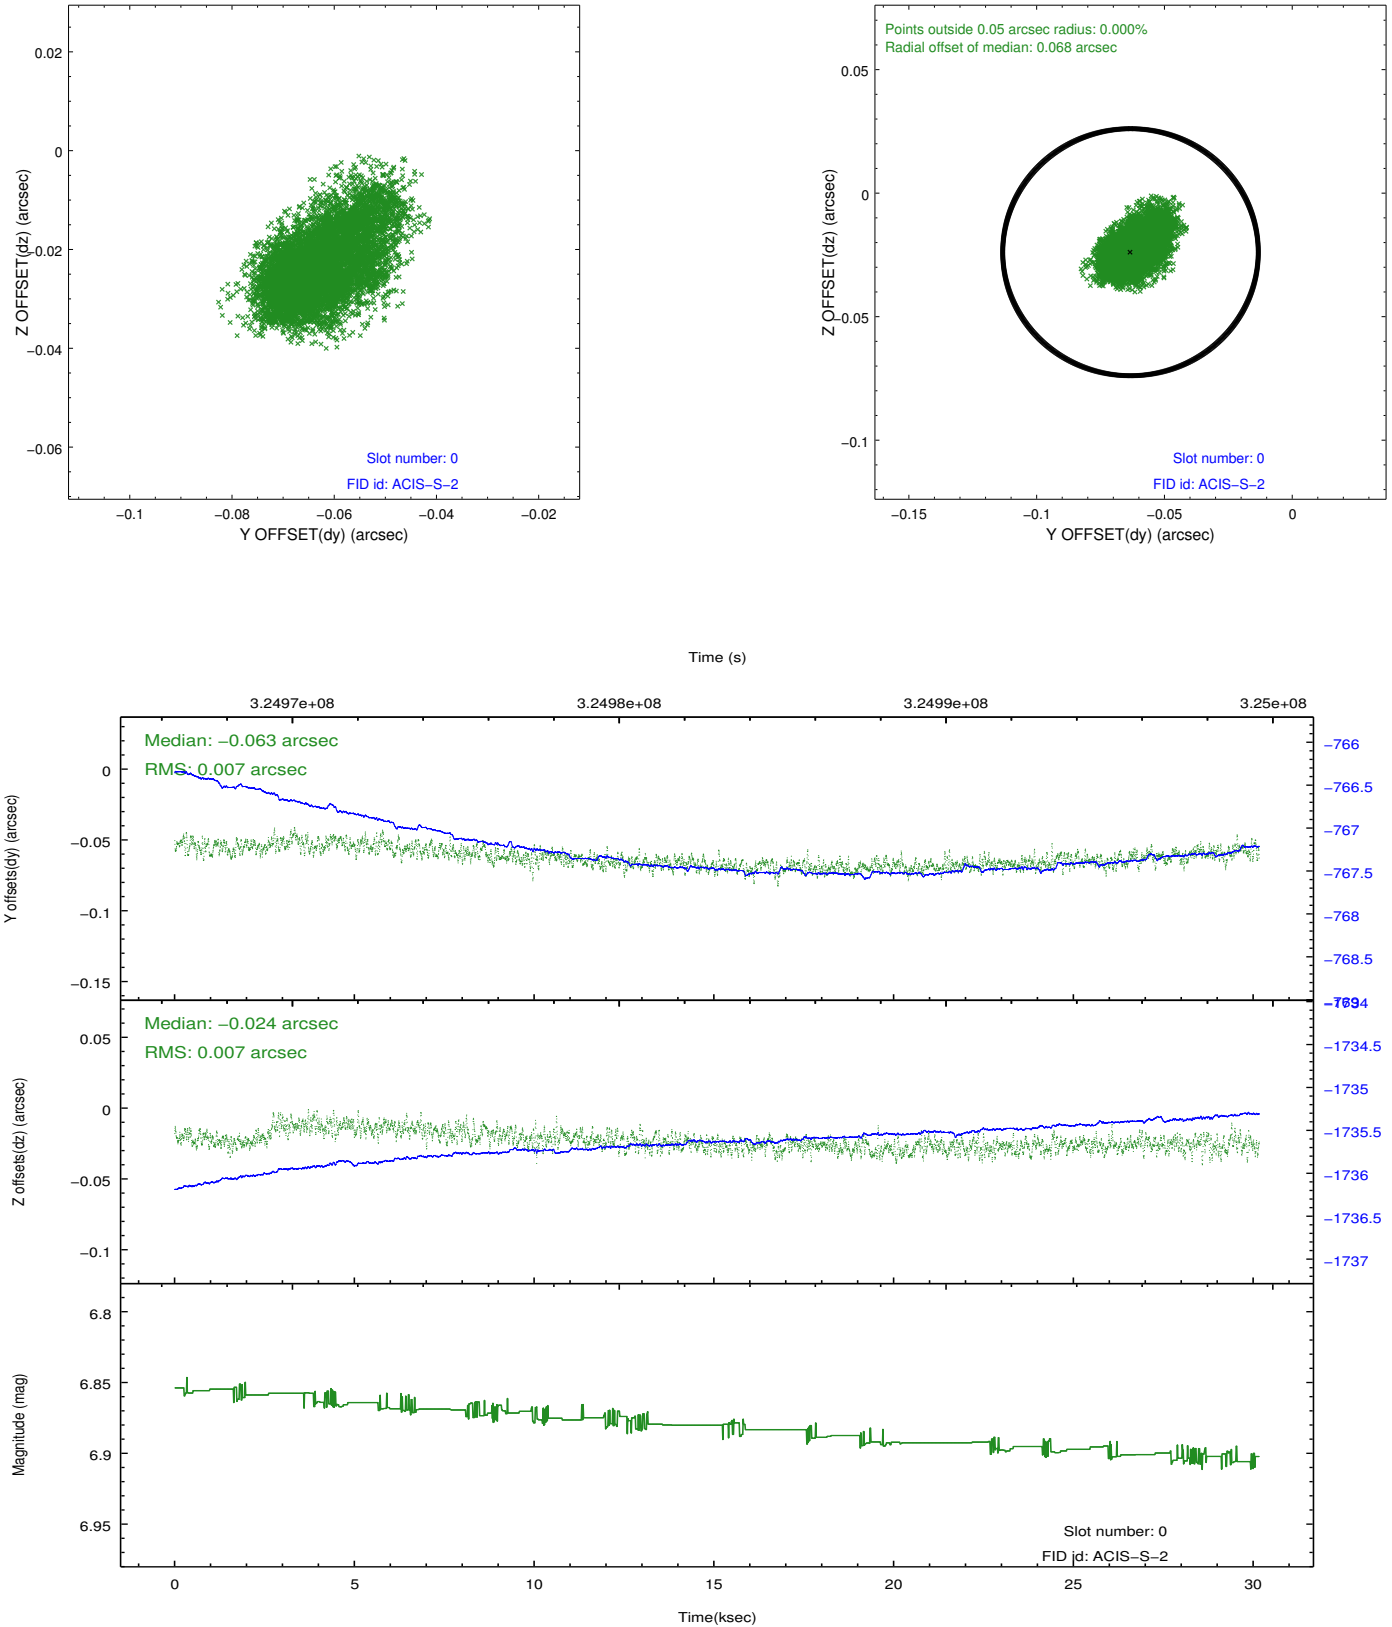 0.02
0
−0.02
−0.04
−0.06
Z OFFSET(dz) (arcsec)
Slot number: 0
FID id: ACIS−S−2
−0.1
−0.08
−0.06
−0.04
−0.02
Y OFFSET(dy) (arcsec)
Points outside 0.05 arcsec radius: 0.000%
Radial offset of median: 0.068 arcsec
0.05
0
−0.05
−0.1
Z OFFSET(dz) (arcsec)
Slot number: 0
FID id: ACIS−S−2
−0.15
−0.1
−0.05
0
Y OFFSET(dy) (arcsec)
Time (s)
3.2497e+08
3.2498e+08
3.2499e+08
3.25e+08
Median: −0.063 arcsec
RMS: 0.007 arcsec
0
−0.05
−0.1
−0.15
Y offsets(dy) (arcsec)
−766
−766.5
−767
−767.5
−768
−768.5
−769
Median: −0.024 arcsec
RMS: 0.007 arcsec
0.05
0
−0.05
−0.1
Z offsets(dz) (arcsec)
−1734
−1734.5
−1735
−1735.5
−1736
−1736.5
−1737
6.8
6.85
6.9
6.95
Magnitude (mag)
Slot number: 0
FID id: ACIS−S−2
0
5
10
15
20
25
30
Time(ksec)